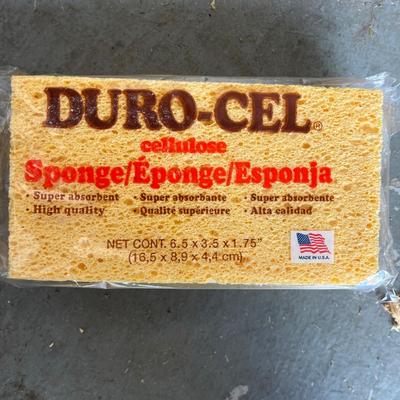 DURO-CEL®
cellulose
Sponge/Éponge/Esponja
• Super absorbent • Super absorbante • Super absorbente
• High quality • Qualité supérieure • Alta calidad
NET CONT. 6.5 x 3.5 x 1.75"
(16,5 x 8,9 x 4,4 cm)
MADE IN U.S.A.